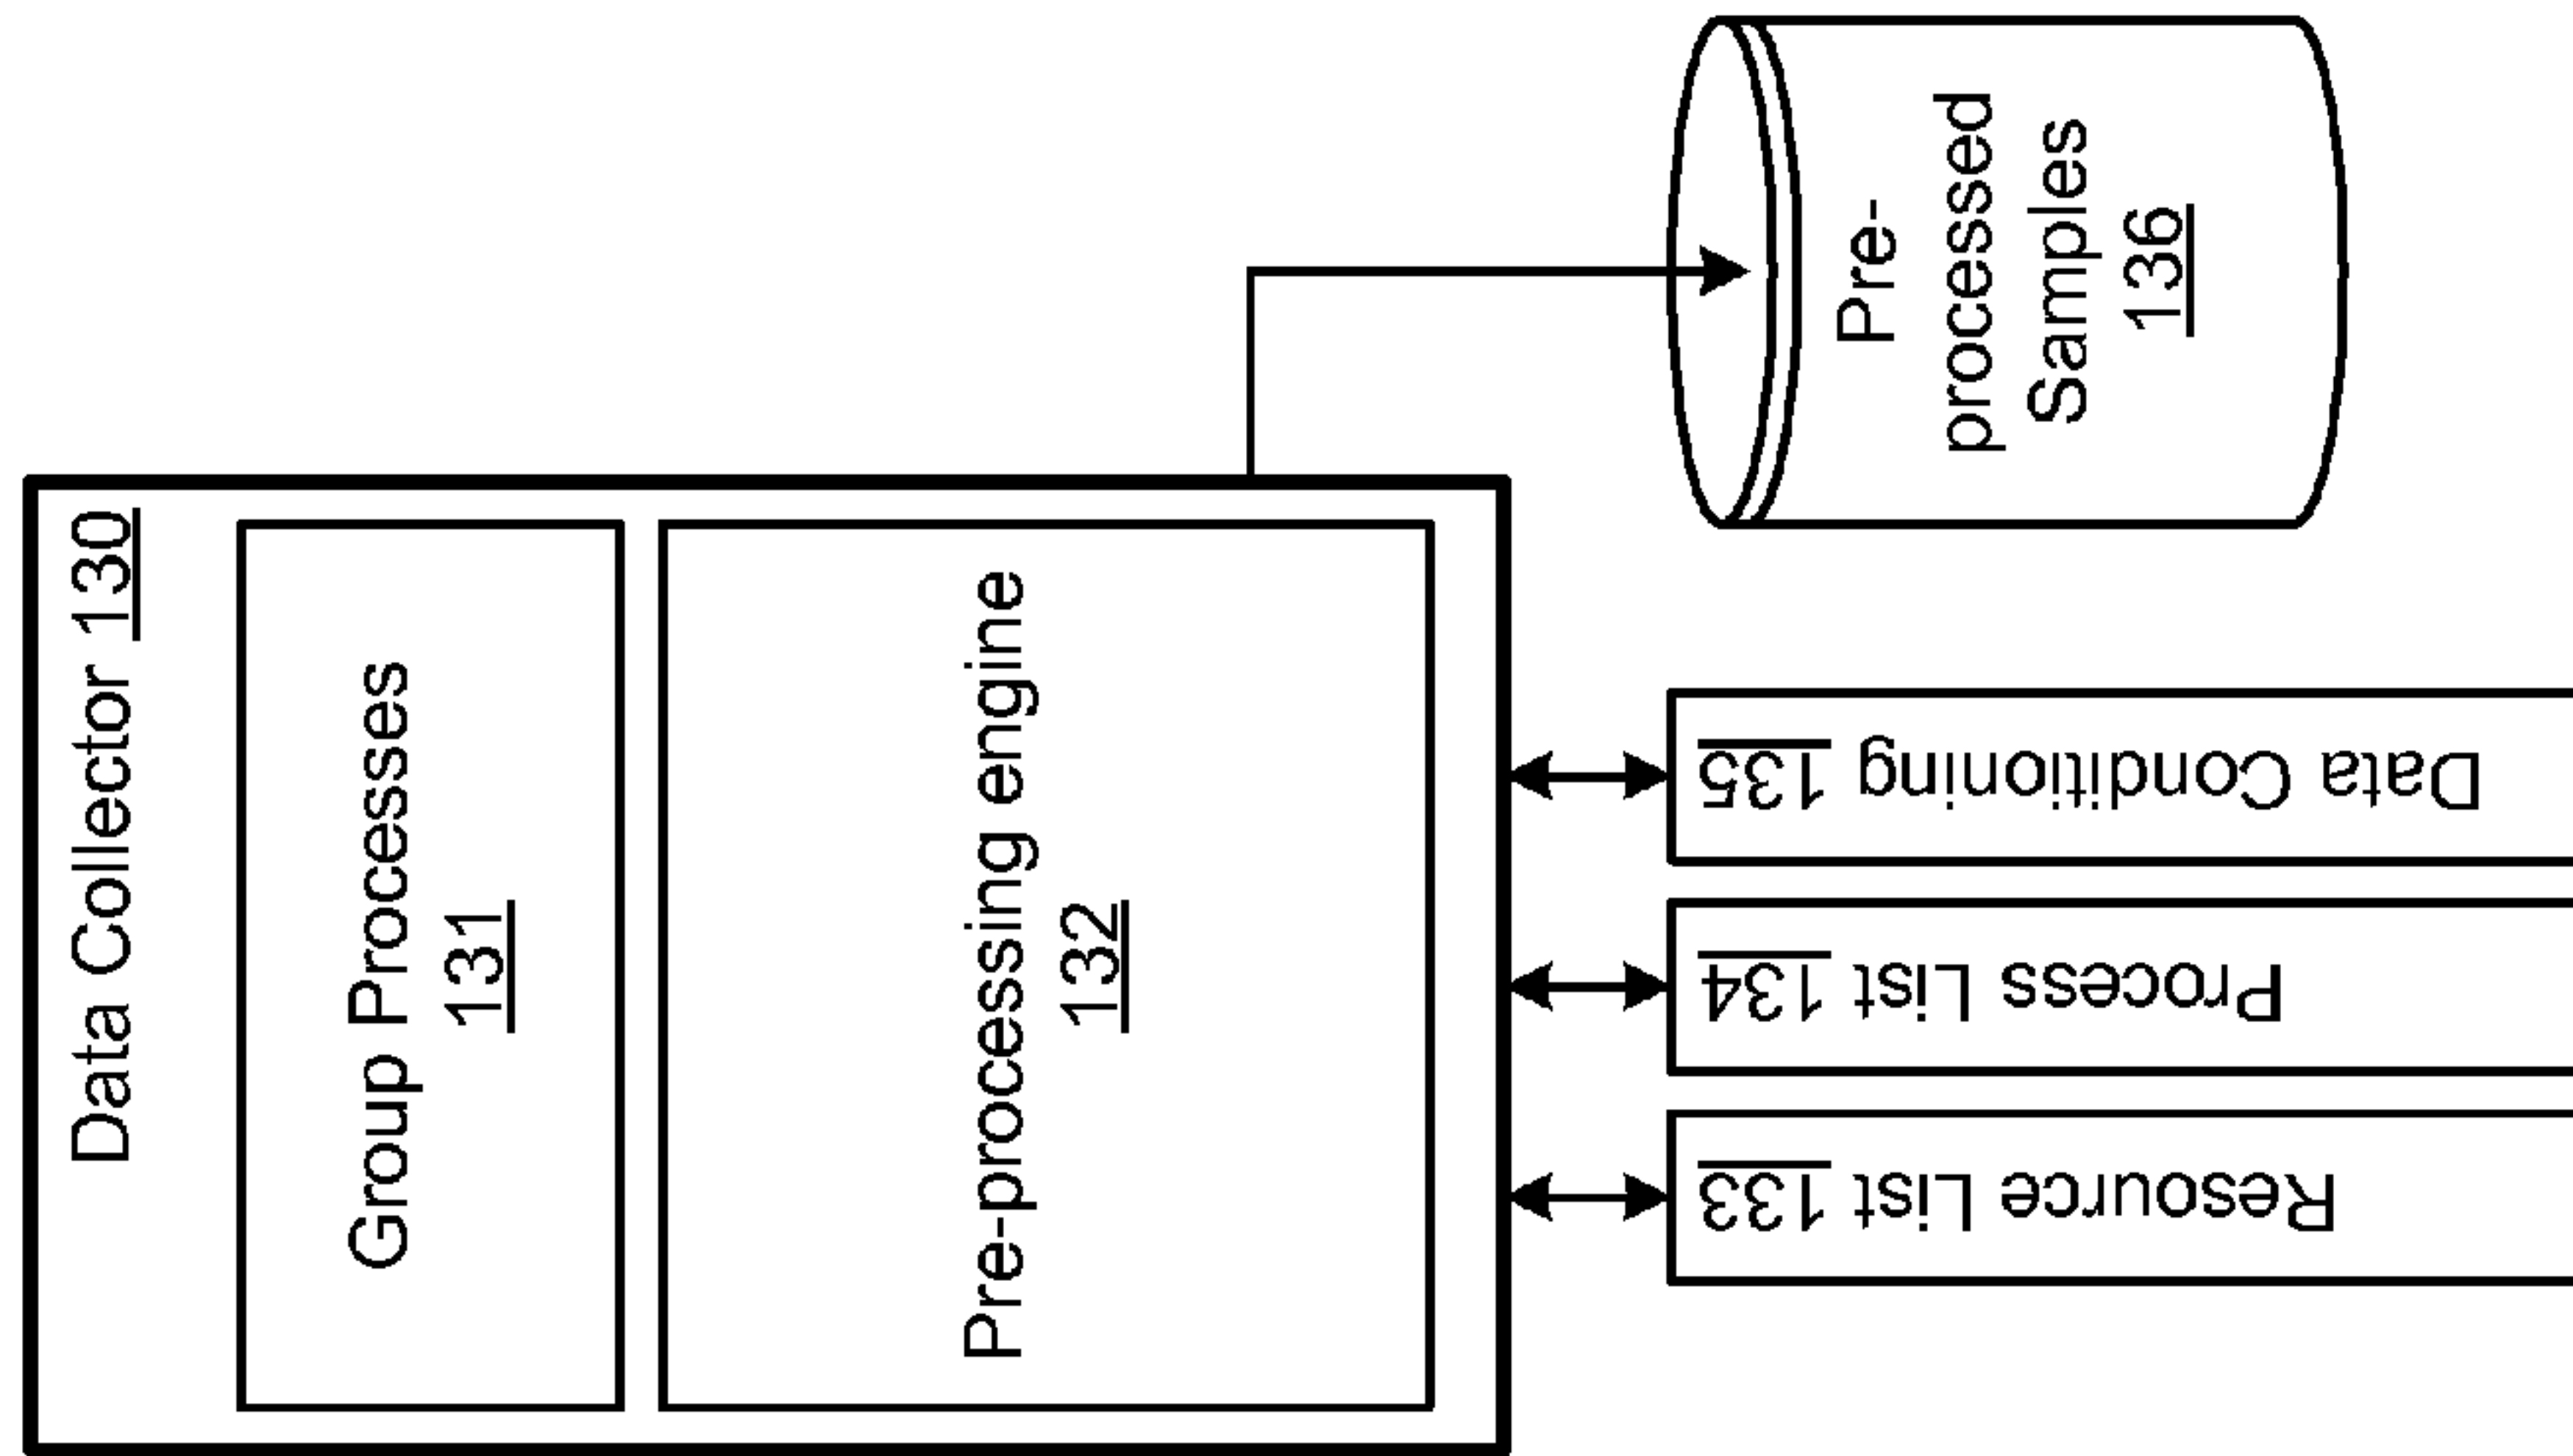 Data Collector 130
Group Processes
131
Pre-processing engine
132
Resource List 133
Process List 134
Data Conditioning 135
Pre-
processed
Samples
136